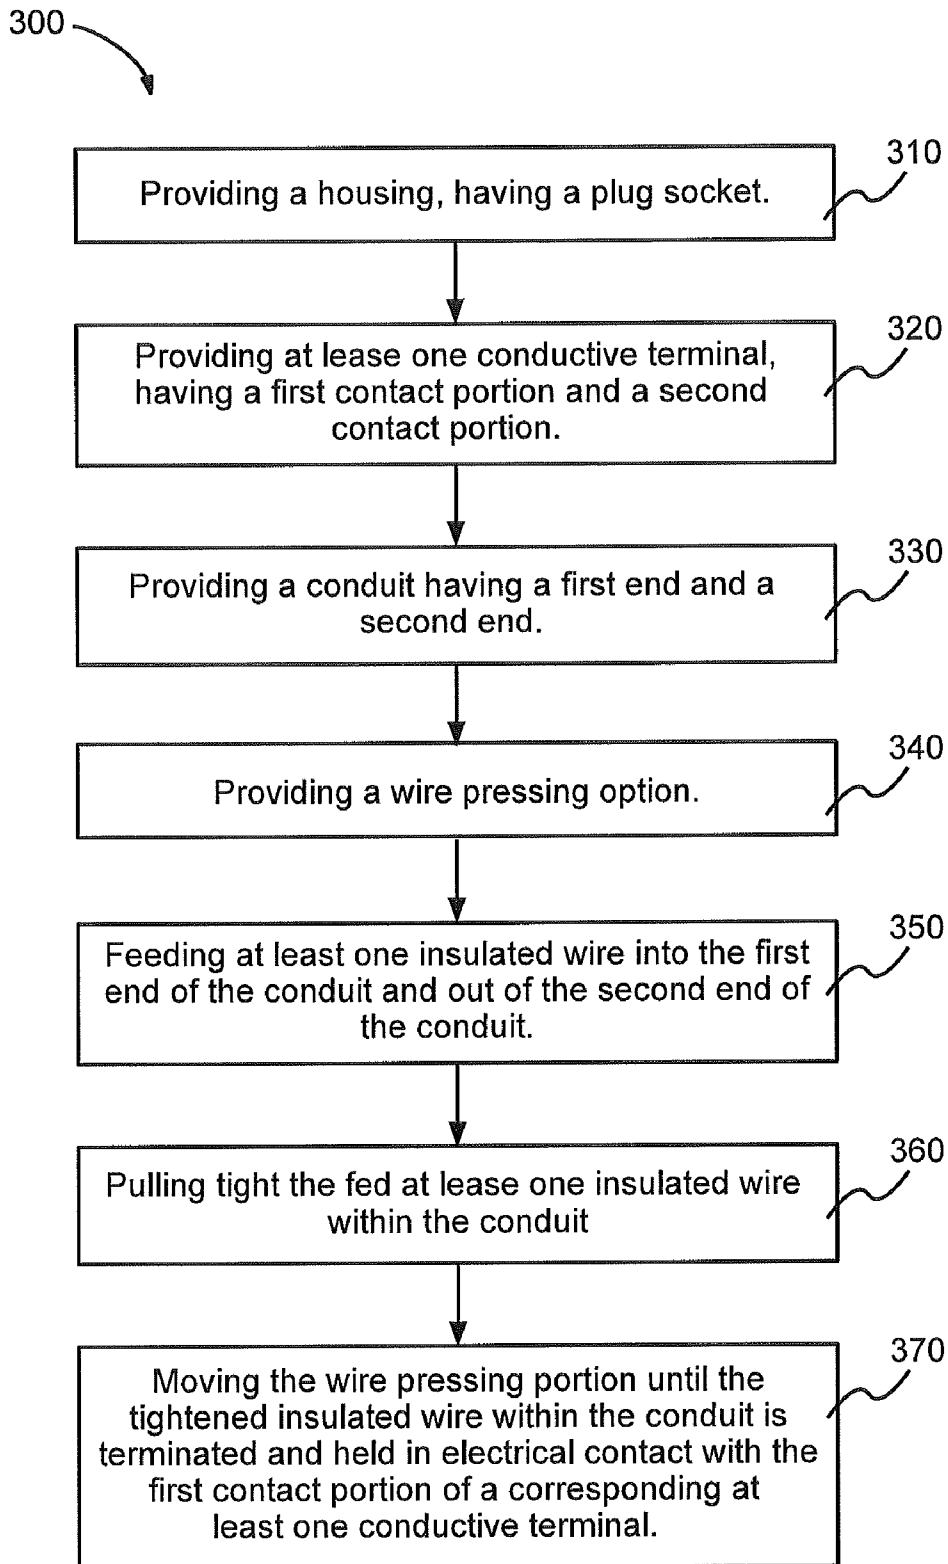 300
310
Providing a housing, having a plug socket.
320
Providing at lease one conductive terminal,
having a first contact portion and a second
contact portion.
330
Providing a conduit having a first end and a
second end.
340
Providing a wire pressing option.
350
Feeding at least one insulated wire into the first
end of the conduit and out of the second end of
the conduit.
360
Pulling tight the fed at lease one insulated wire
within the conduit
370
Moving the wire pressing portion until the
tightened insulated wire within the conduit is
terminated and held in electrical contact with the
first contact portion of a corresponding at
least one conductive terminal.